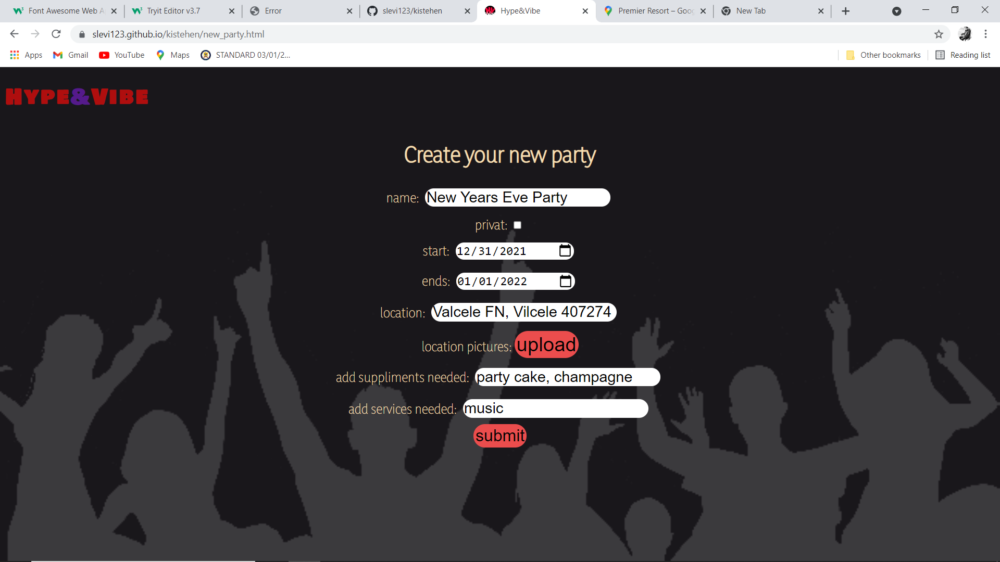 Font Awesome Web A
Tryit Editor v3.7
Error
slevi123/kistehen
Hype&Vibe
Premier Resort – Goog
New Tab
slevi123.github.io/kistehen/new_party.html
Apps
Gmail
YouTube
Maps
STANDARD 03/01/2...
Other bookmarks
Reading list
Hype&Vibe
Create your new party
name: New Years Eve Party
privat:
start: 12/31/2021
ends: 01/01/2022
location: Valcele FN, Vilcele 407274
location pictures: upload
add suppliments needed: party cake, champagne
add services needed: music
submit